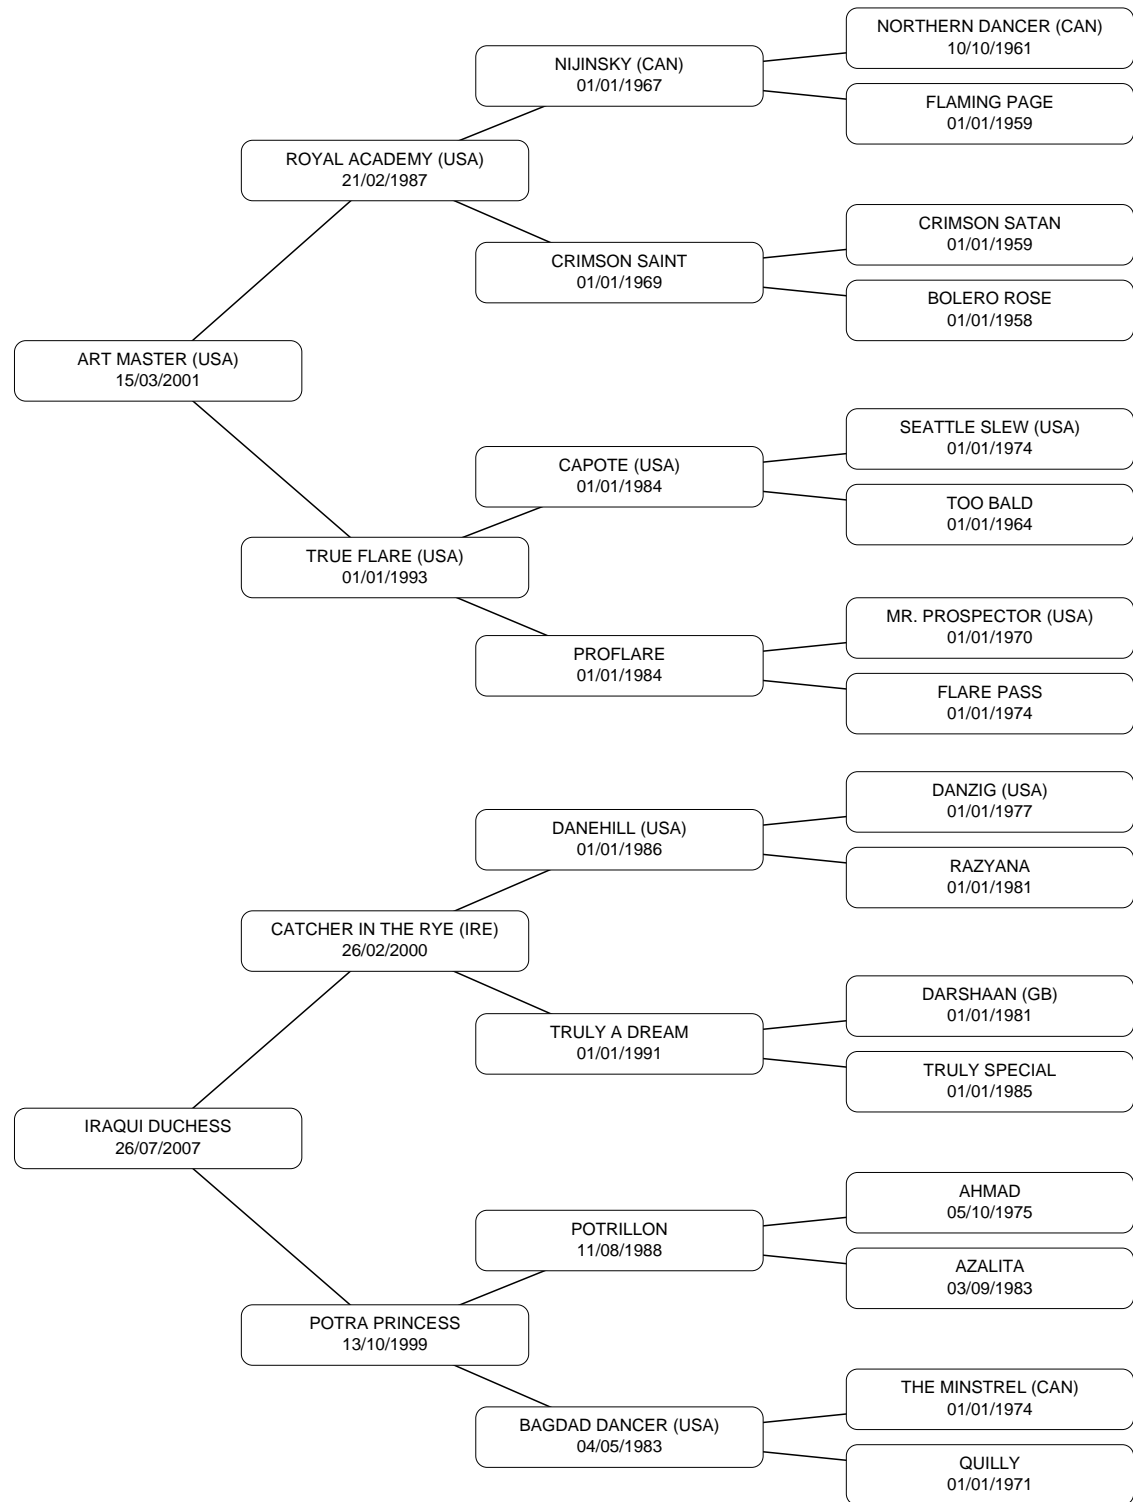 NORTHERN DANCER (CAN)
10/10/1961
NIJINSKY (CAN)
01/01/1967
FLAMING PAGE
01/01/1959
ROYAL ACADEMY (USA)
21/02/1987
CRIMSON SATAN
01/01/1959
CRIMSON SAINT
01/01/1969
BOLERO ROSE
01/01/1958
ART MASTER (USA)
15/03/2001
SEATTLE SLEW (USA)
01/01/1974
CAPOTE (USA)
01/01/1984
TOO BALD
01/01/1964
TRUE FLARE (USA)
01/01/1993
MR. PROSPECTOR (USA)
01/01/1970
PROFLARE
01/01/1984
FLARE PASS
01/01/1974
DANZIG (USA)
01/01/1977
DANEHILL (USA)
01/01/1986
RAZYANA
01/01/1981
CATCHER IN THE RYE (IRE)
26/02/2000
DARSHAAN (GB)
01/01/1981
TRULY A DREAM
01/01/1991
TRULY SPECIAL
01/01/1985
IRAQUI DUCHESS
26/07/2007
AHMAD
05/10/1975
POTRILLON
11/08/1988
AZALITA
03/09/1983
POTRA PRINCESS
13/10/1999
THE MINSTREL (CAN)
01/01/1974
BAGDAD DANCER (USA)
04/05/1983
QUILLY
01/01/1971